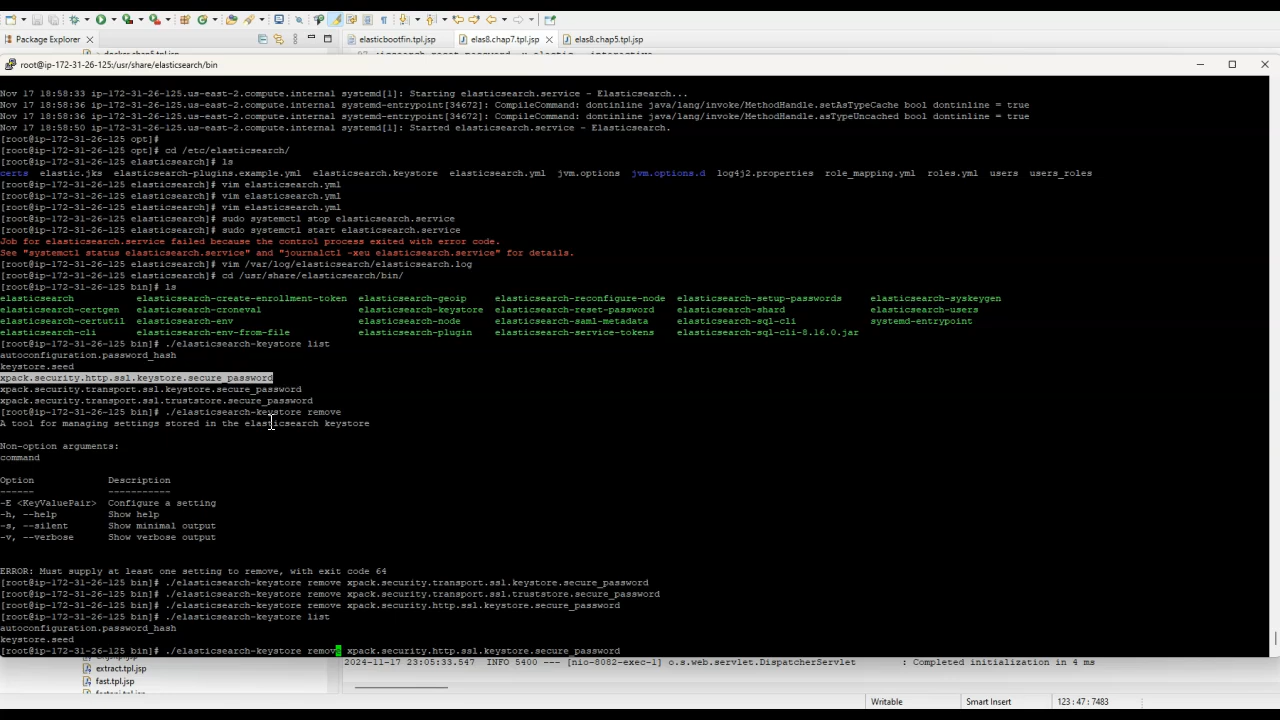 Package Explorer
elasticbootfin.tpl.jsp
elas8.chap7.tpl.jsp
elas8.chap5.tpl.jsp
root@ip-172-31-26-125:/usr/share/elasticsearch/bin
Nov 17 18:58:33 ip-172-31-26-125.us-east-2.compute.internal systemd[1]: Starting elasticsearch.service - Elasticsearch...
Nov 17 18:58:36 ip-172-31-26-125.us-east-2.compute.internal systemd-entrypoint[34672]: CompileCommand: dontinline java/lang/invoke/MethodHandle.setAsTypeCache bool dontinline = true
Nov 17 18:58:36 ip-172-31-26-125.us-east-2.compute.internal systemd-entrypoint[34672]: CompileCommand: dontinline java/lang/invoke/MethodHandle.asTypeUncached bool dontinline = true
Nov 17 18:58:50 ip-172-31-26-125.us-east-2.compute.internal systemd[1]: Started elasticsearch.service - Elasticsearch.
[root@ip-172-31-26-125 opt]#
[root@ip-172-31-26-125 opt]# cd /etc/elasticsearch/
[root@ip-172-31-26-125 elasticsearch]# ls
certs elastic.jks elasticsearch-plugins.example.yml elasticsearch.keystore elasticsearch.yml jvm.options jvm.options.d log4j2.properties role_mapping.yml roles.yml users users_roles
[root@ip-172-31-26-125 elasticsearch]# vim elasticsearch.yml
[root@ip-172-31-26-125 elasticsearch]# vim elasticsearch.yml
[root@ip-172-31-26-125 elasticsearch]# vim elasticsearch.yml
[root@ip-172-31-26-125 elasticsearch]# sudo systemctl stop elasticsearch.service
[root@ip-172-31-26-125 elasticsearch]# sudo systemctl start elasticsearch.service
Job for elasticsearch.service failed because the control process exited with error code.
See "systemctl status elasticsearch.service" and "journalctl -xeu elasticsearch.service" for details.
[root@ip-172-31-26-125 elasticsearch]# vim /var/log/elasticsearch/elasticsearch.log
[root@ip-172-31-26-125 elasticsearch]# cd /usr/share/elasticsearch/bin/
[root@ip-172-31-26-125 bin]# ls
elasticsearch elasticsearch-create-enrollment-token elasticsearch-geoip elasticsearch-reconfigure-node elasticsearch-setup-passwords elasticsearch-syskeygen
elasticsearch-certgen elasticsearch-croneval elasticsearch-keystore elasticsearch-reset-password elasticsearch-shard elasticsearch-users
elasticsearch-certutil elasticsearch-env elasticsearch-node elasticsearch-saml-metadata elasticsearch-sql-cli systemd-entrypoint
elasticsearch-cli elasticsearch-env-from-file elasticsearch-plugin elasticsearch-service-tokens elasticsearch-sql-cli-8.16.0.jar
[root@ip-172-31-26-125 bin]# ./elasticsearch-keystore list
autoconfiguration.password_hash
keystore.seed
xpack.security.http.ssl.keystore.secure_password
xpack.security.transport.ssl.keystore.secure_password
xpack.security.transport.ssl.truststore.secure_password
[root@ip-172-31-26-125 bin]# ./elasticsearch-keystore remove
A tool for managing settings stored in the elasticsearch keystore
Non-option arguments:
command
Option Description
------ -----------
-E <KeyValuePair> Configure a setting
-h, --help Show help
-s, --silent Show minimal output
-v, --verbose Show verbose output
ERROR: Must supply at least one setting to remove, with exit code 64
[root@ip-172-31-26-125 bin]# ./elasticsearch-keystore remove xpack.security.transport.ssl.keystore.secure_password
[root@ip-172-31-26-125 bin]# ./elasticsearch-keystore remove xpack.security.transport.ssl.truststore.secure_password
[root@ip-172-31-26-125 bin]# ./elasticsearch-keystore remove xpack.security.http.ssl.keystore.secure_password
[root@ip-172-31-26-125 bin]# ./elasticsearch-keystore list
autoconfiguration.password_hash
keystore.seed
[root@ip-172-31-26-125 bin]# ./elasticsearch-keystore remove xpack.security.http.ssl.keystore.secure_password
2024-11-17 23:05:33.547 INFO 5400 --- [nio-8082-exec-1] o.s.web.servlet.DispatcherServlet : Completed initialization in 4 ms
extract.tpl.jsp
fast.tpl.jsp
Writable
Smart Insert
123 : 47 : 7483